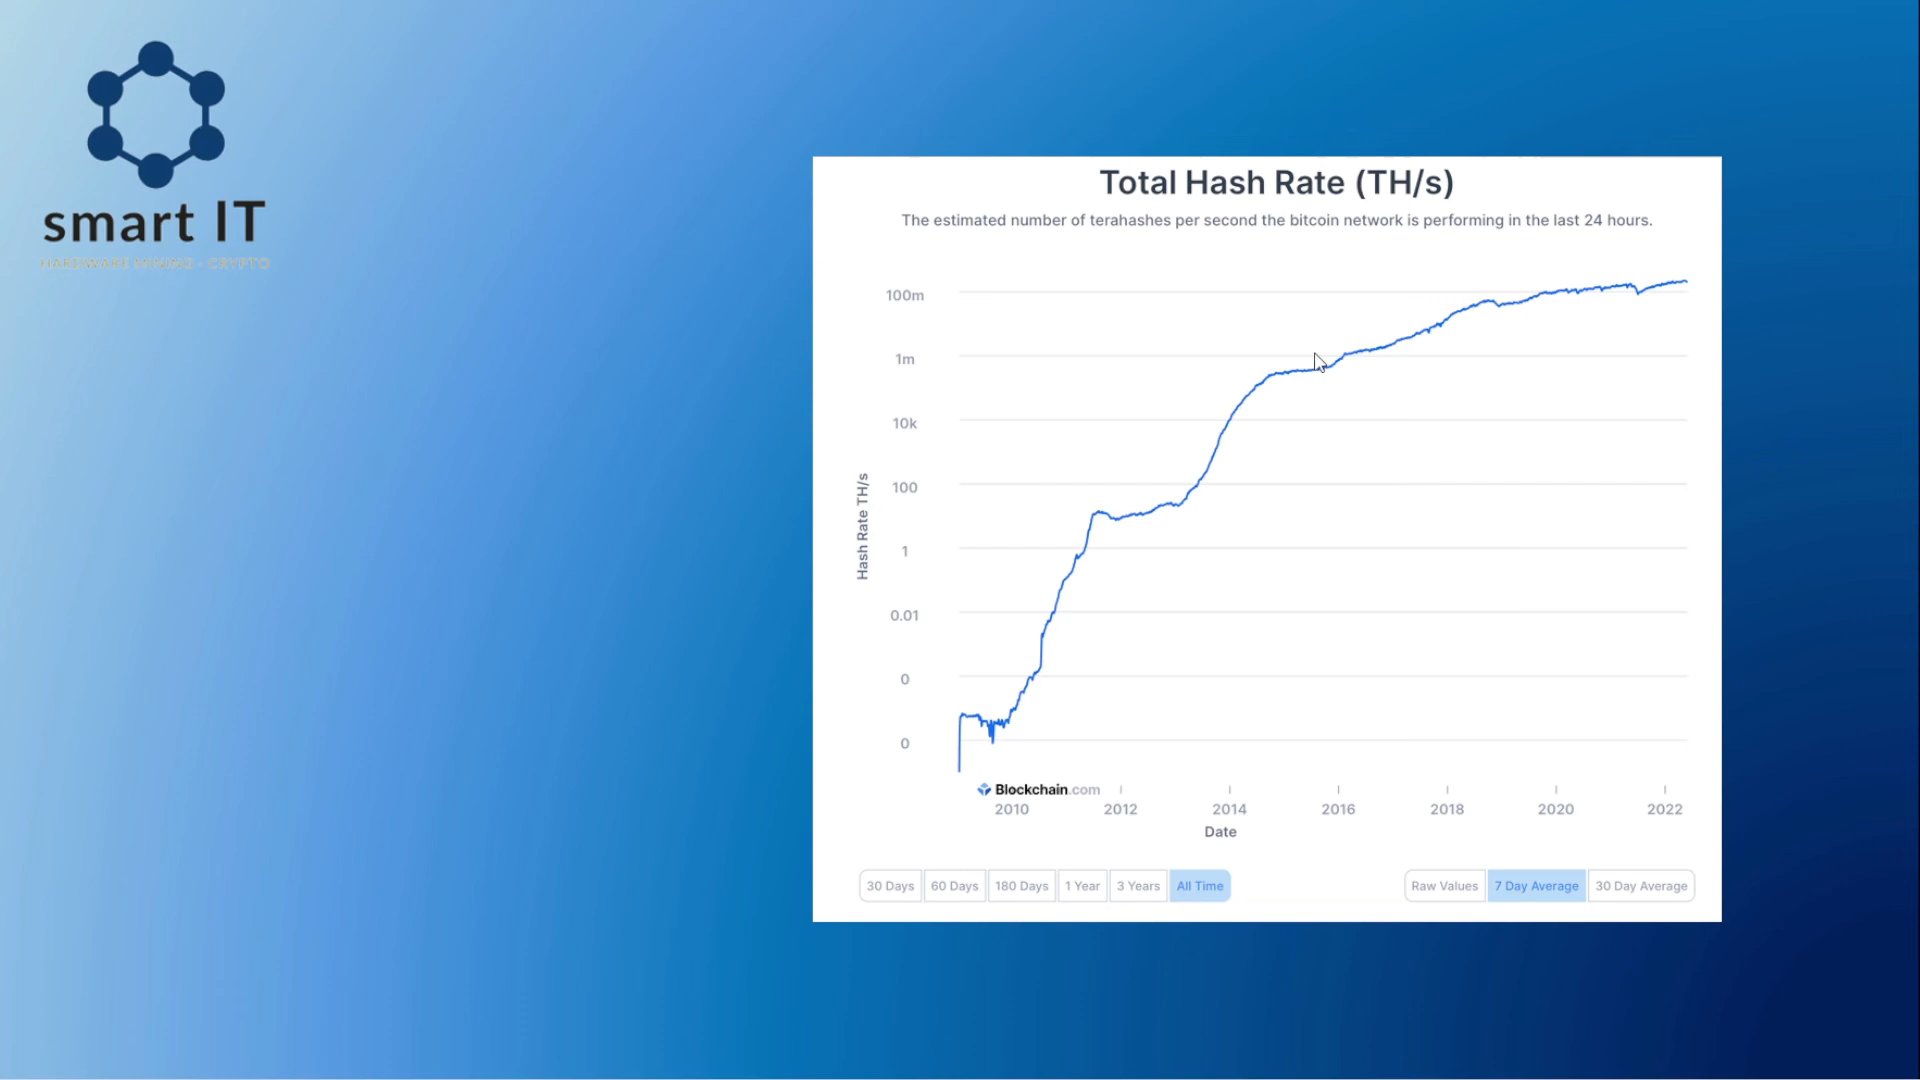 smart IT
HARDWARE MINING - CRYPTO
Total Hash Rate (TH/s)
The estimated number of terahashes per second the bitcoin network is performing in the last 24 hours.
100m
1m
10k
100
1
0.01
0
0
Hash Rate TH/s
Blockchain.com
2010
2012
2014
2016
2018
2020
2022
Date
30 Days
60 Days
180 Days
1 Year
3 Years
All Time
Raw Values
7 Day Average
30 Day Average